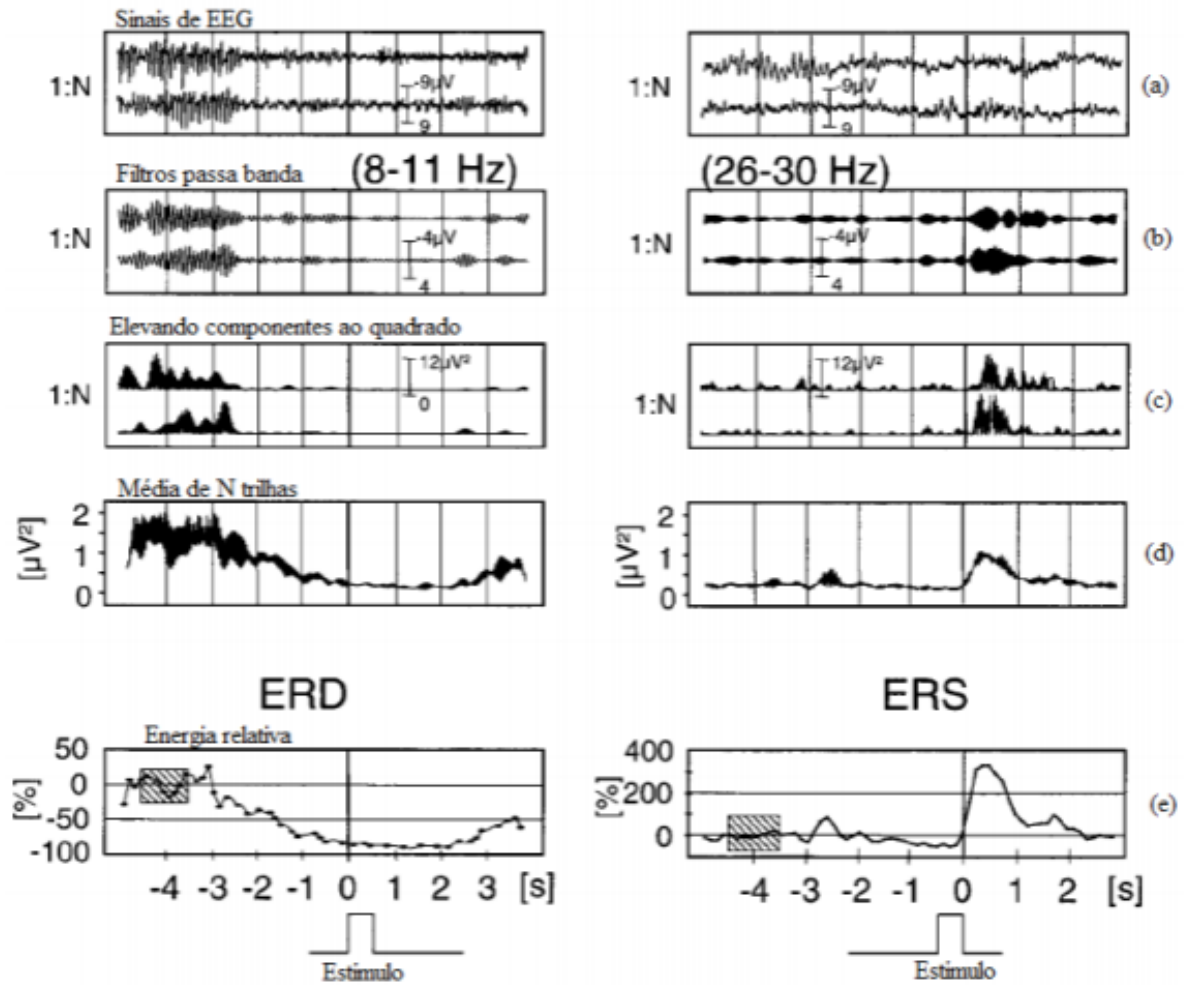 Sinais de EEG
1:N
-9µV
9
1:N
-9µV
9
(a)
Filtros passa banda
(8-11 Hz)
(26-30 Hz)
1:N
-4µV
4
1:N
-4µV
4
(b)
Elevando componentes ao quadrado
1:N
12µV²
0
1:N
12µV²
(c)
Média de N trilhas
[µV²]
2
1
0
[µV²]
2
1
0
(d)
ERD
ERS
Energia relativa
[%]
50
0
-50
-100
[%]
400
200
0
(e)
-4 -3 -2 -1 0 1 2 3 [s]
-4 -3 -2 -1 0 1 2 [s]
Estímulo
Estímulo